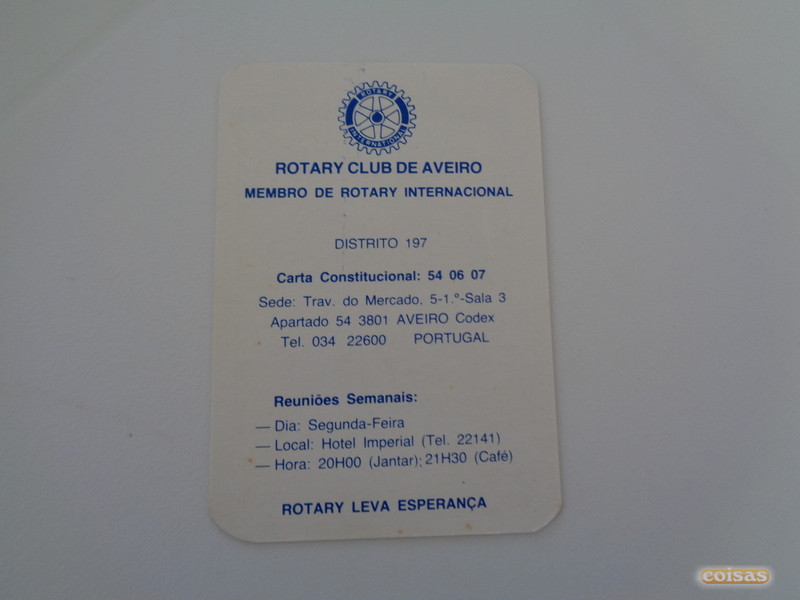 ROTARY
INTERNATIONAL
ROTARY CLUB DE AVEIRO
MEMBRO DE ROTARY INTERNACIONAL
DISTRITO 197
Carta Constitucional: 54 06 07
Sede: Trav. do Mercado, 5-1.º-Sala 3
Apartado 54 3801 AVEIRO Codex
Tel. 034 22600 PORTUGAL
Reuniões Semanais:
— Dia: Segunda-Feira
— Local: Hotel Imperial (Tel. 22141)
— Hora: 20H00 (Jantar); 21H30 (Café)
ROTARY LEVA ESPERANÇA
coisas